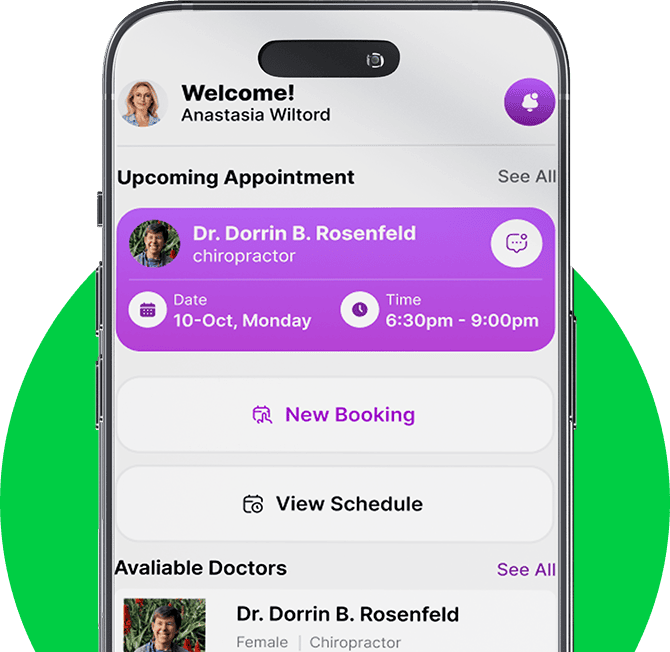 Welcome!
Anastasia Wiltord
Upcoming Appointment
See All
Dr. Dorrin B. Rosenfeld
chiropractor
Date
10-Oct, Monday
Time
6:30pm - 9:00pm
New Booking
View Schedule
Avaliable Doctors
See All
Dr. Dorrin B. Rosenfeld
Female | Chiropractor